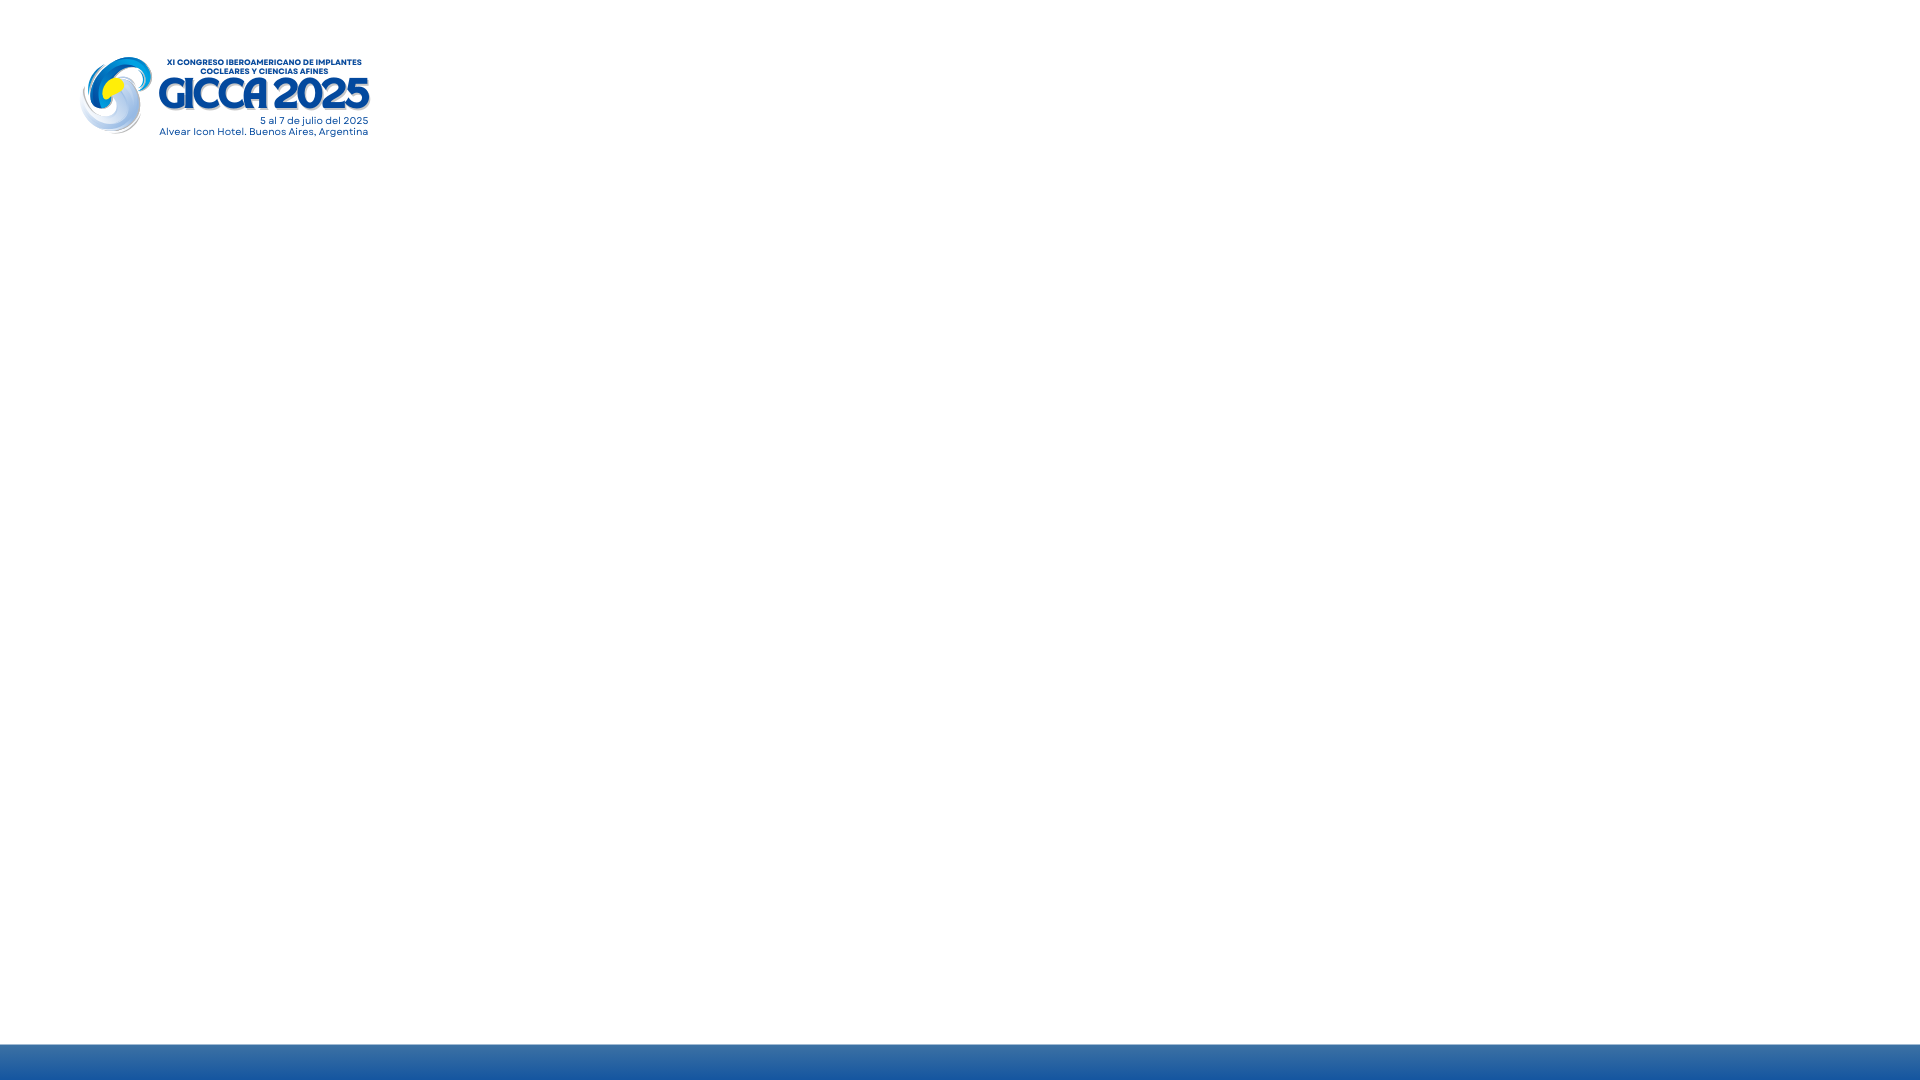 XI CONGRESO IBEROAMERICANO DE IMPLANTES
COCLEARES Y CIENCIAS AFINES
GICCA 2025
5 al 7 de julio del 2025
Alvear Icon Hotel. Buenos Aires, Argentina